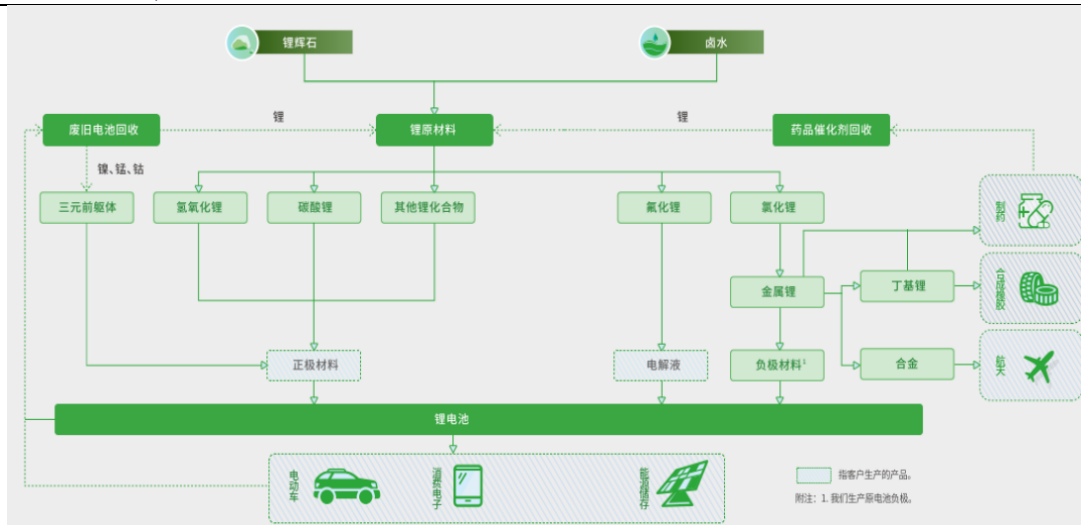 锂辉石
卤水
废旧电池回收
锂
锂原材料
锂
药品催化剂回收
镍、锰、钴
三元前躯体
氢氧化锂
碳酸锂
其他锂化合物
氟化锂
氯化锂
制药
金属锂
丁基锂
合成橡胶
正极材料
电解液
负极材料¹
合金
航天
锂电池
电动车
消费电子
能源储存
指客户生产的产品。
附注：1. 我们生产原电池负极。